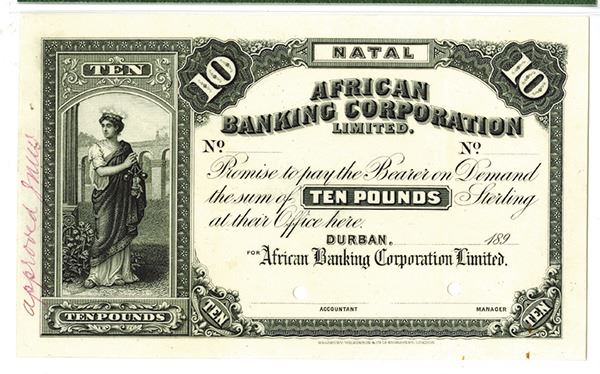 NATAL
TEN
10
10
AFRICAN
BANKING CORPORATION
LIMITED.
No
No
Promise to pay the Bearer on Demand
the sum of TEN POUNDS Sterling
at their Office here.
DURBAN, 189
FOR African Banking Corporation Limited.
ACCOUNTANT
MANAGER
TEN POUNDS
TEN
TEN
approved